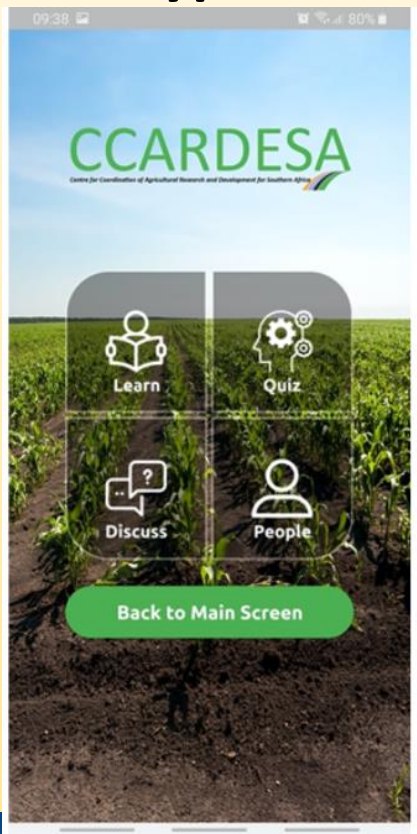 09:38 80%
CCARDESA
Centre for Coordination of Agricultural Research and Development for Southern Africa
Learn
Quiz
?
Discuss
People
Back to Main Screen